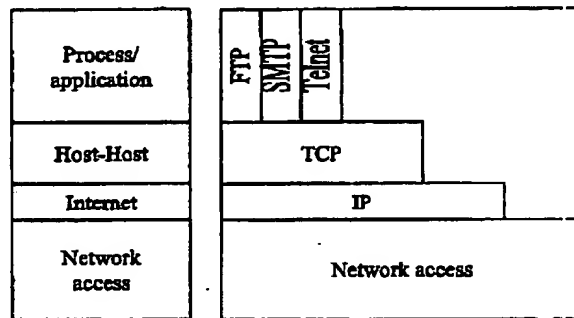 Process/
application
FTP
SMTP
Telnet
Host-Host
TCP
Internet
IP
Network
access
Network access